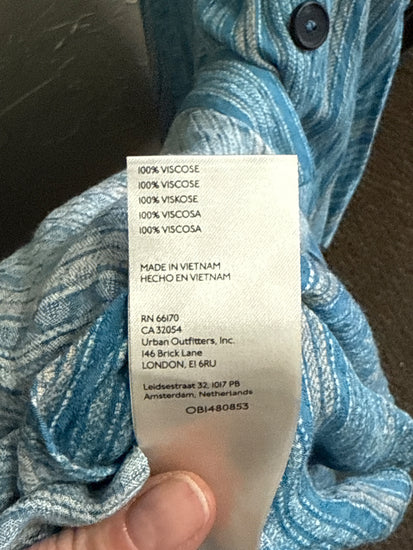 100% VISCOSE
100% VISCOSE
100% VISKOSE
100% VISCOSA
100% VISCOSA
MADE IN VIETNAM
HECHO EN VIETNAM
RN 66170
CA 32054
Urban Outfitters, Inc.
146 Brick Lane
LONDON, E1 6RU
Leidsestraat 32, 1017 PB
Amsterdam, Netherlands
OB1480853